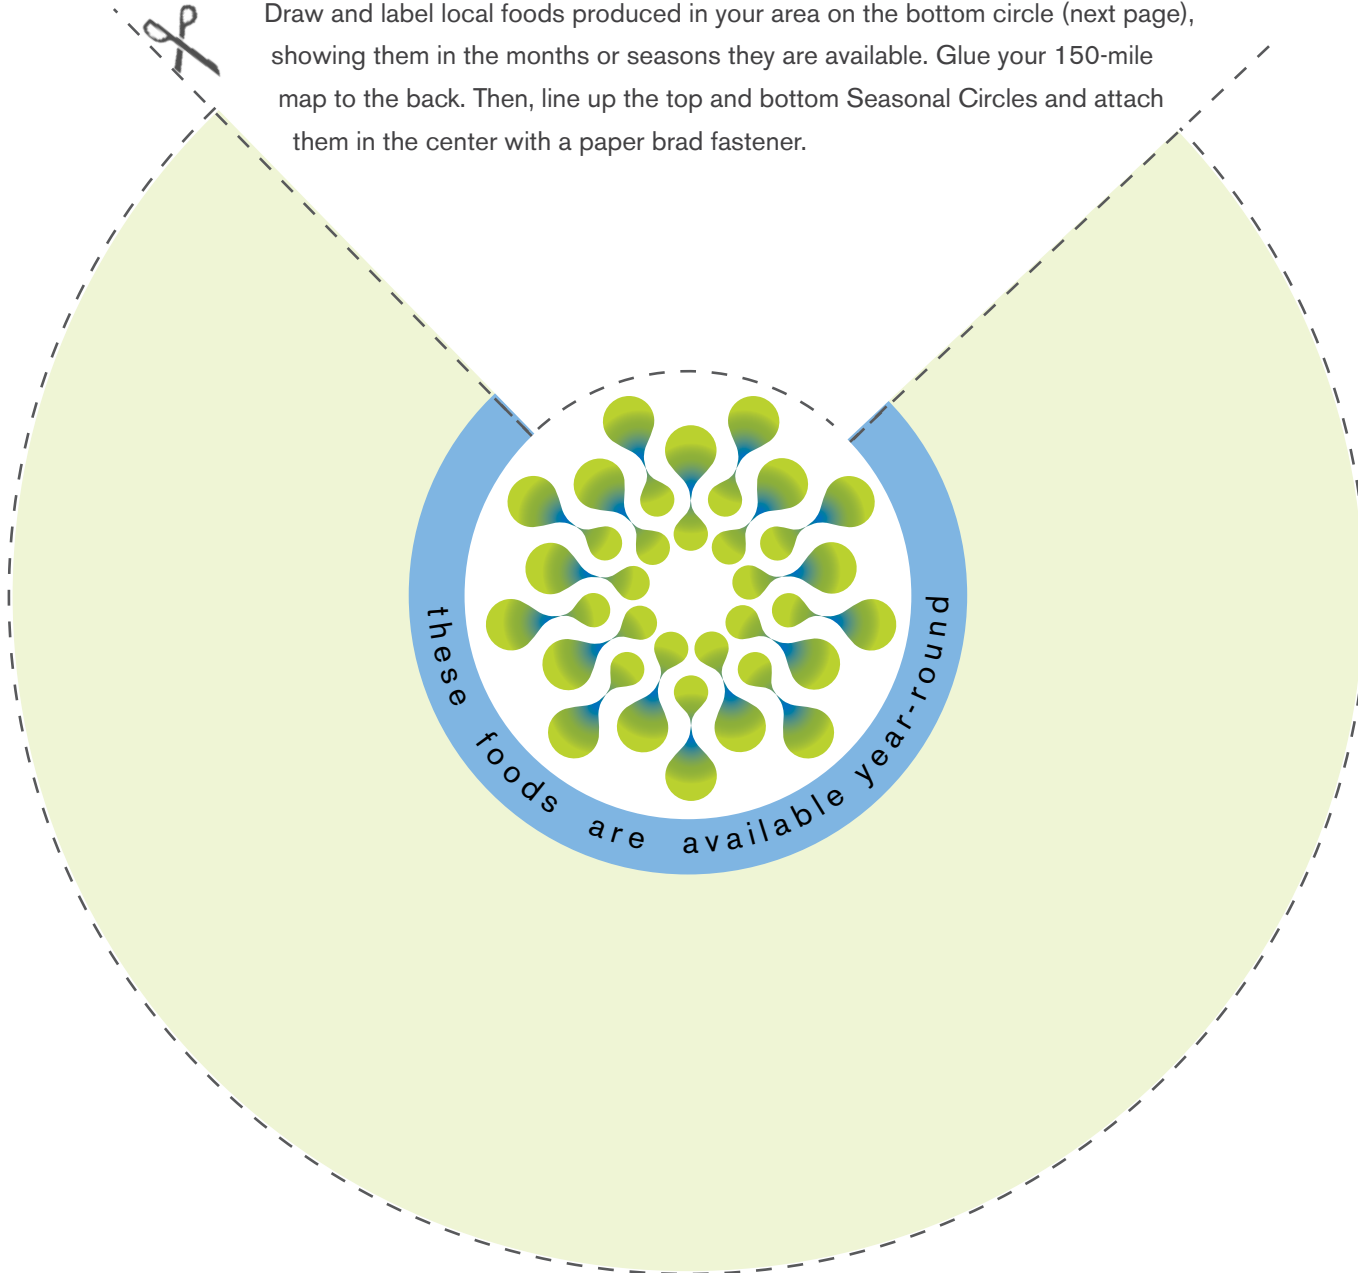 Draw and label local foods produced in your area on the bottom circle (next page),
showing them in the months or seasons they are available. Glue your 150-mile
map to the back. Then, line up the top and bottom Seasonal Circles and attach
them in the center with a paper brad fastener.
these foods are available year-round